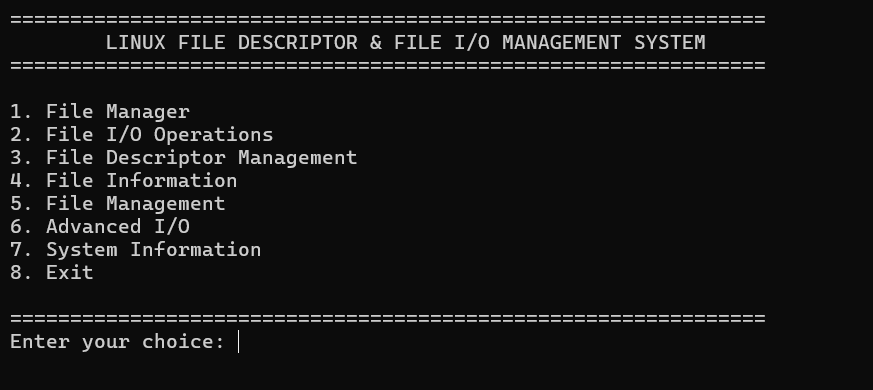 ===============================================================
LINUX FILE DESCRIPTOR & FILE I/O MANAGEMENT SYSTEM
===============================================================
1. File Manager
2. File I/O Operations
3. File Descriptor Management
4. File Information
5. File Management
6. Advanced I/O
7. System Information
8. Exit
===============================================================
Enter your choice: